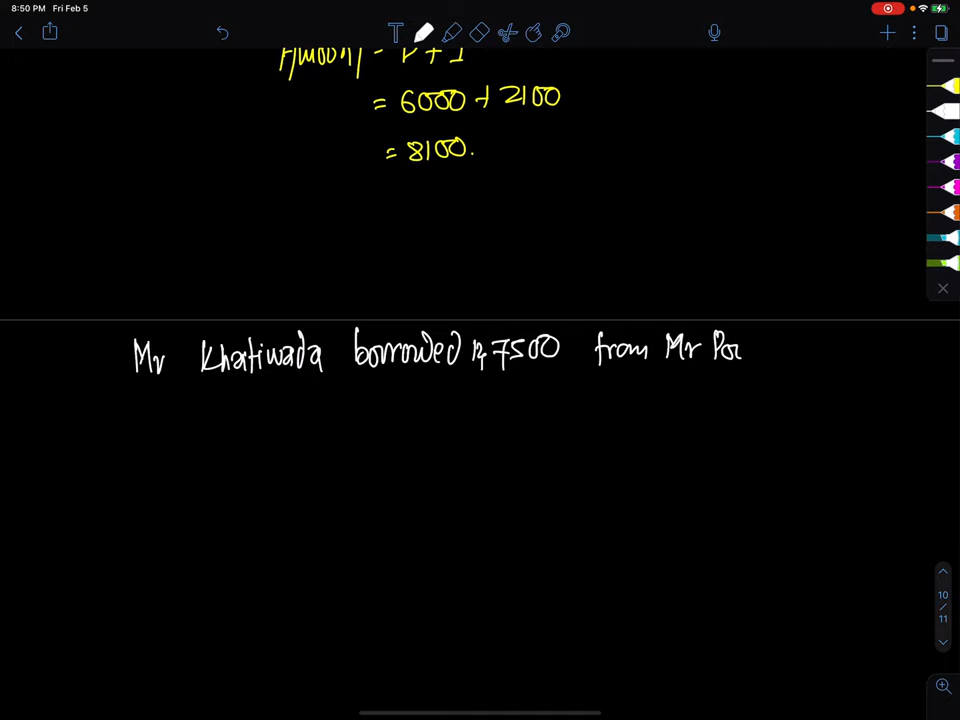 8:50 PM Fri Feb 5
= P + I
= 6000 + 2100
= 8100.
Mr Khatiwada borrowed Rs 7500 from Mr
10
/
11